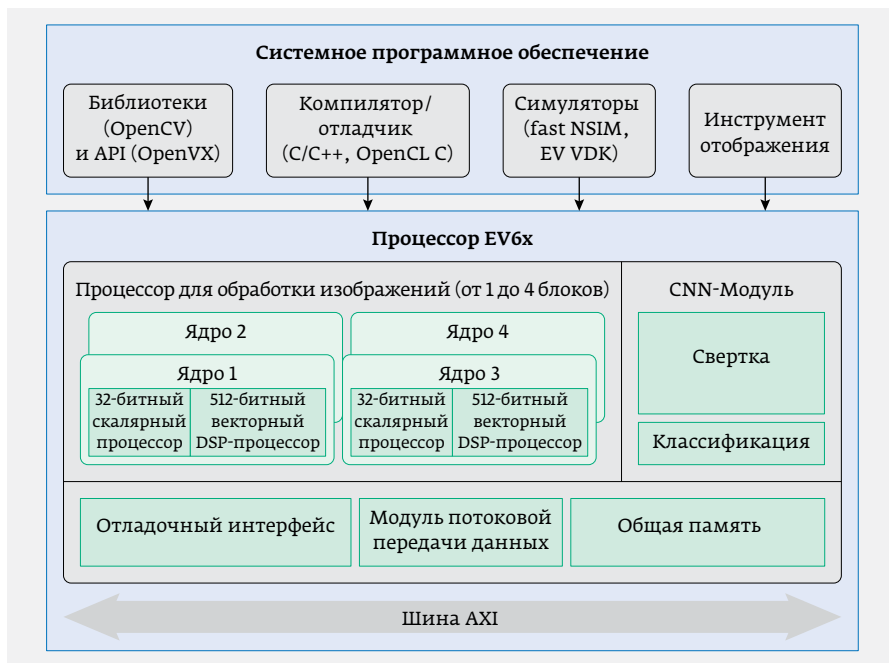 Системное программное обеспечение
Библиотеки
(OpenCV)
и API (OpenVX)
Компилятор/
отладчик
(C/C++, OpenCL C)
Симуляторы
(fast NSIM,
EV VDK)
Инструмент
отображения
Процессор EV6x
Процессор для обработки изображений (от 1 до 4 блоков)
Ядро 2
Ядро 1
32-битный
скалярный
процессор
512-битный
векторный
DSP-процессор
Ядро 4
Ядро 3
32-битный
скалярный
процессор
512-битный
векторный
DSP-процессор
CNN-Модуль
Свертка
Классификация
Отладочный интерфейс
Модуль потоковой
передачи данных
Общая память
Шина AXI